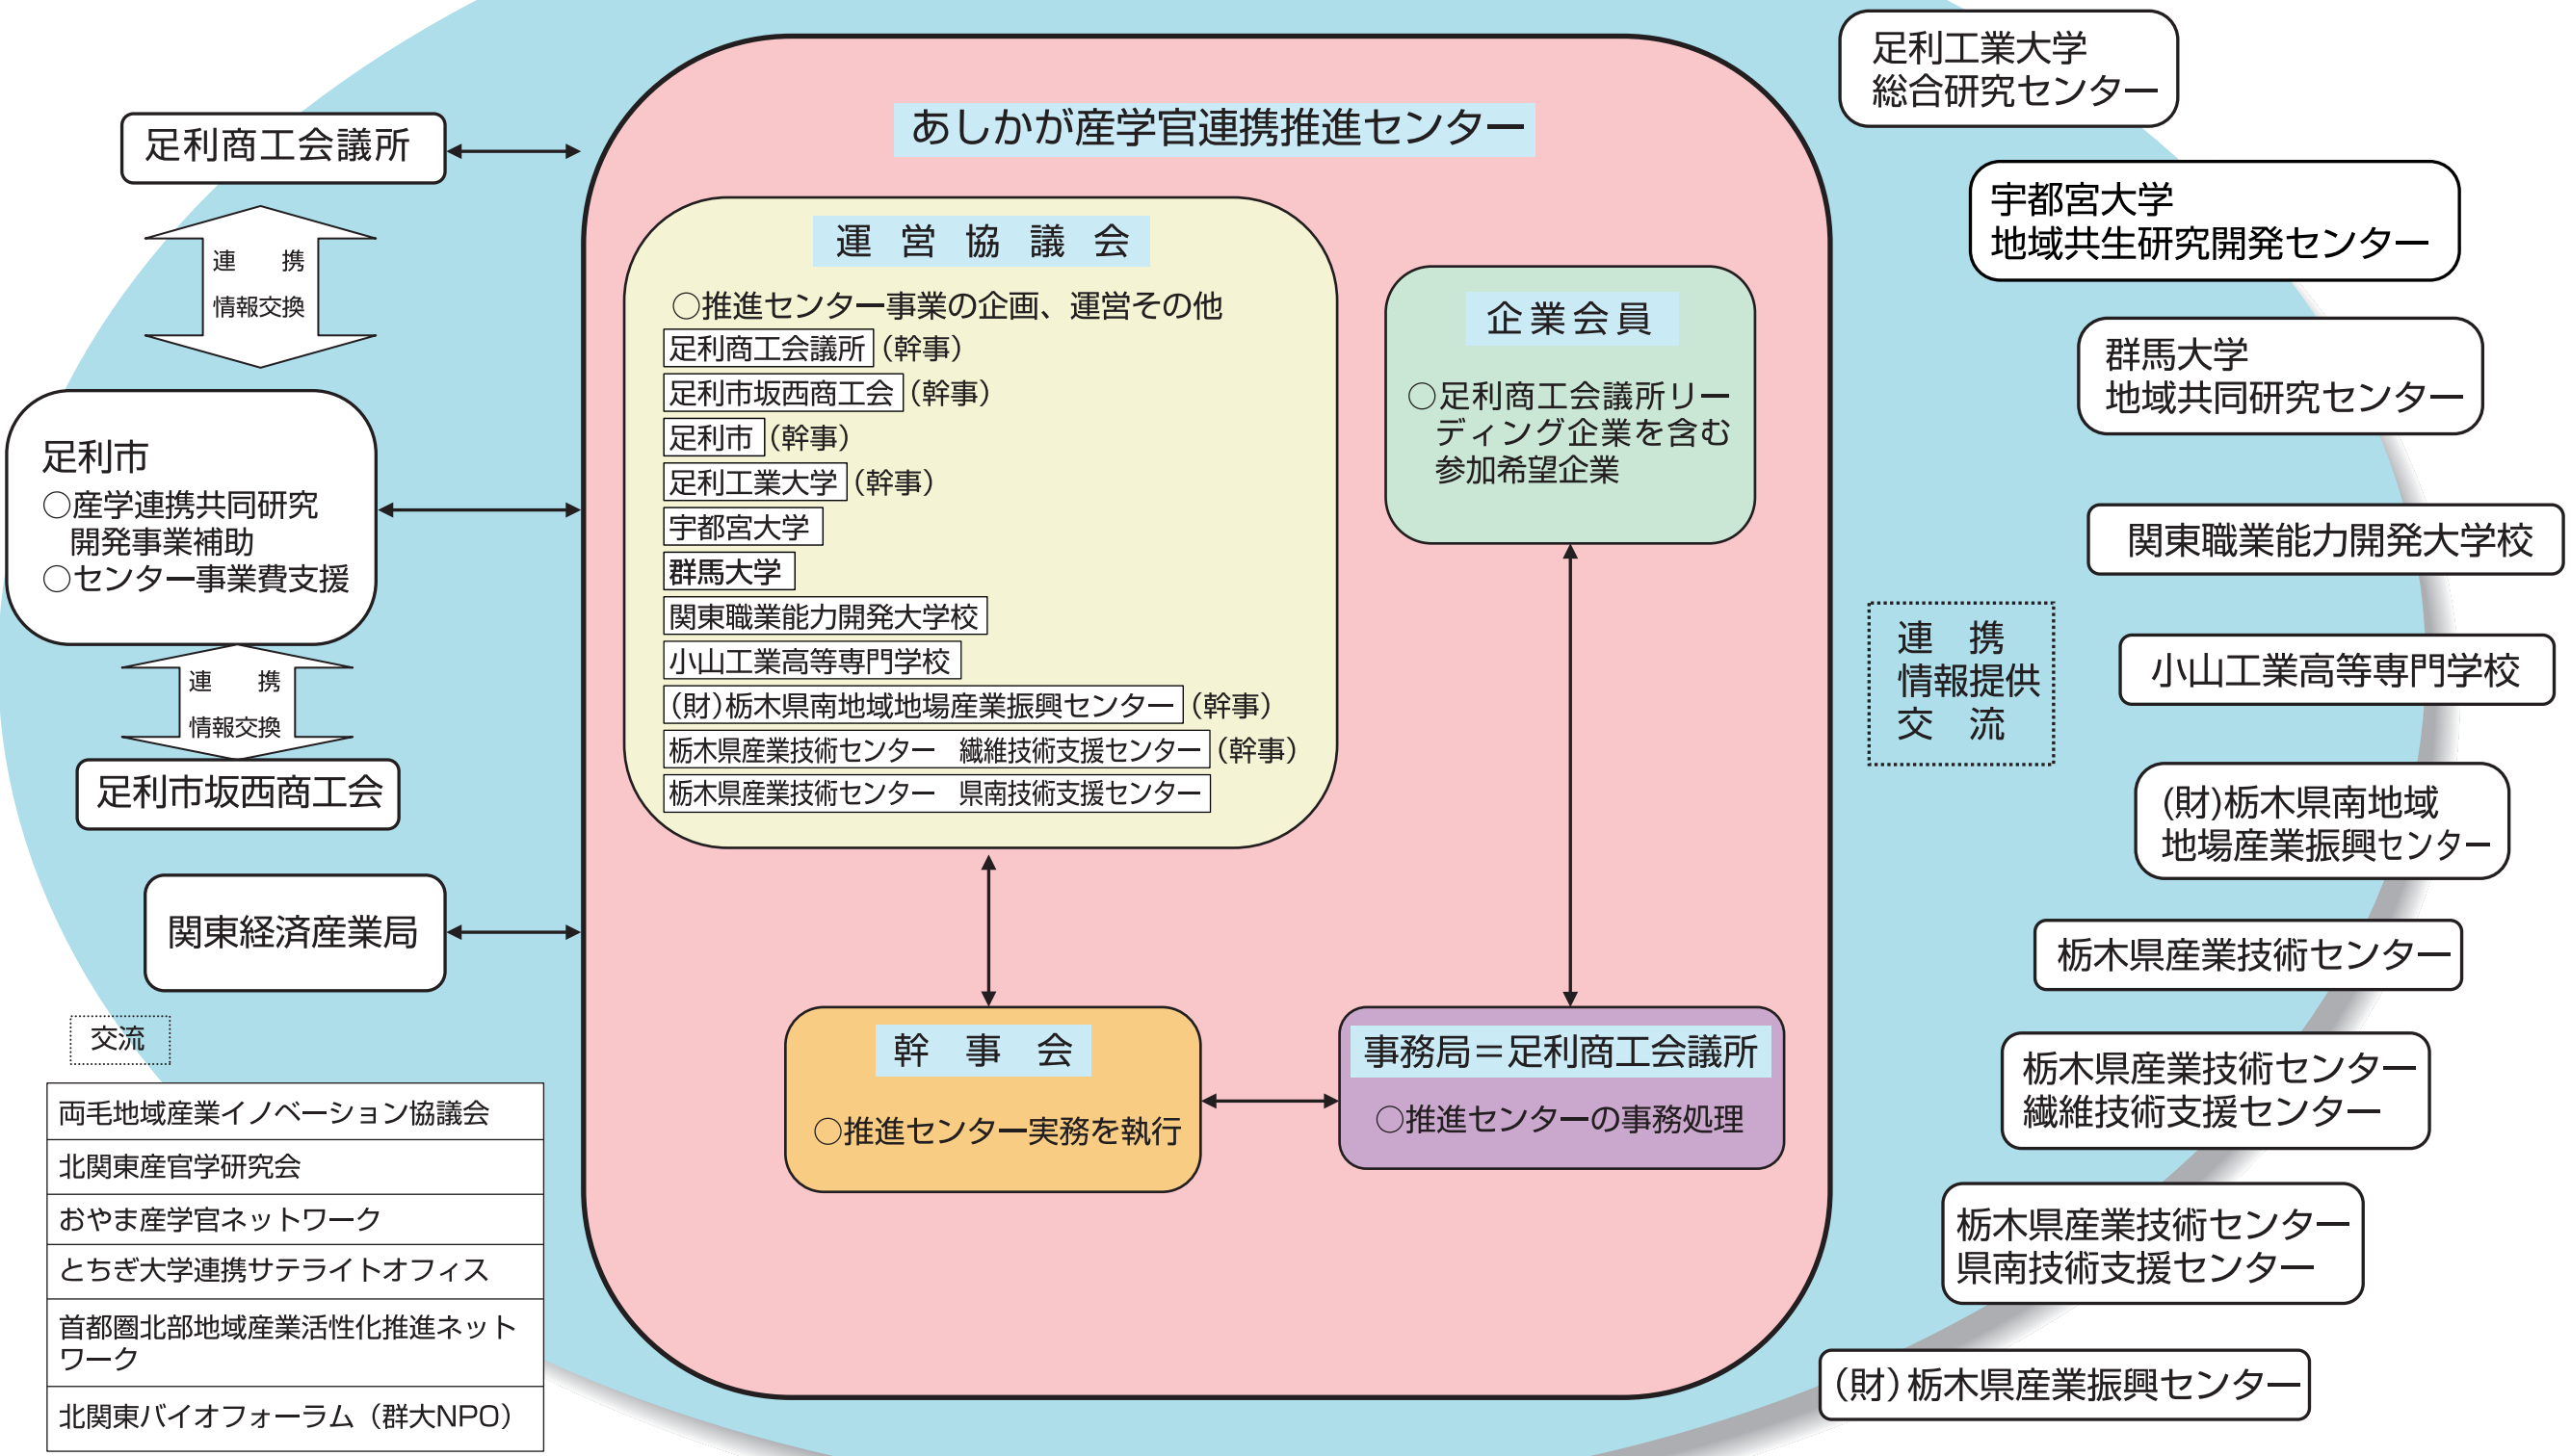 あしかが産学官連携推進センター
足利商工会議所
連　携
情報交換
足利市
○産学連携共同研究
開発事業補助
○センター事業費支援
連　携
情報交換
足利市坂西商工会
関東経済産業局
交流
両毛地域産業イノベーション協議会
北関東産官学研究会
おやま産学官ネットワーク
とちぎ大学連携サテライトオフィス
首都圏北部地域産業活性化推進ネット
ワーク
北関東バイオフォーラム（群大NPO）
運営協議会
○推進センター事業の企画、運営その他
足利商工会議所（幹事）
足利市坂西商工会（幹事）
足利市（幹事）
足利工業大学（幹事）
宇都宮大学
群馬大学
関東職業能力開発大学校
小山工業高等専門学校
（財）栃木県南地域地場産業振興センター（幹事）
栃木県産業技術センター　繊維技術支援センター（幹事）
栃木県産業技術センター　県南技術支援センター
企業会員
○足利商工会議所リー
ディング企業を含む
参加希望企業
幹事会
○推進センター実務を執行
事務局＝足利商工会議所
○推進センターの事務処理
連　携
情報提供
交　流
足利工業大学
総合研究センター
宇都宮大学
地域共生研究開発センター
群馬大学
地域共同研究センター
関東職業能力開発大学校
小山工業高等専門学校
(財)栃木県南地域
地場産業振興センター
栃木県産業技術センター
栃木県産業技術センター
繊維技術支援センター
栃木県産業技術センター
県南技術支援センター
（財）栃木県産業振興センター